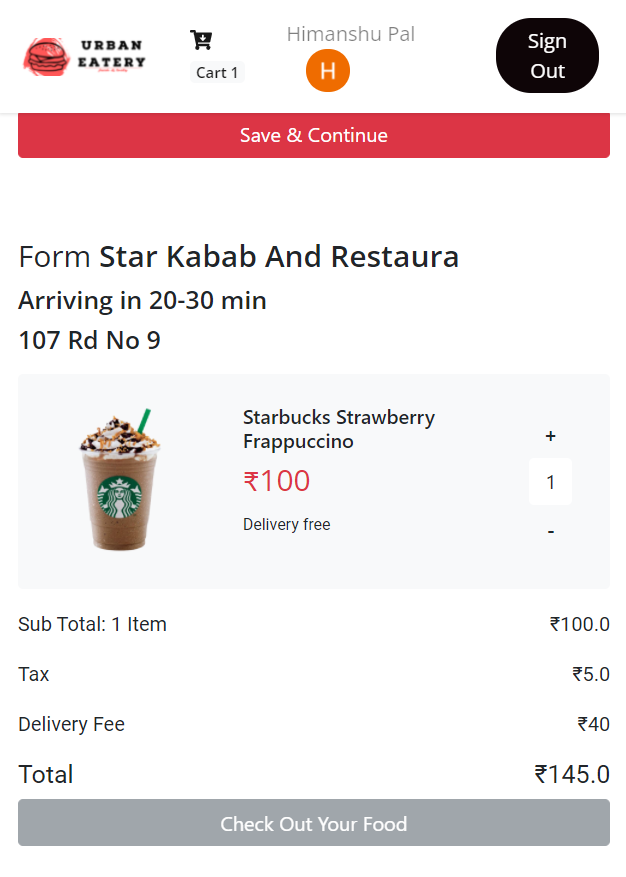 URBAN
EATERY
Cart 1
Himanshu Pal
H
Sign
Out
Save & Continue
Form Star Kabab And Restaura
Arriving in 20-30 min
107 Rd No 9
Starbucks Strawberry
Frappuccino
₹100
Delivery free
+
1
-
Sub Total: 1 Item ₹100.0
Tax ₹5.0
Delivery Fee ₹40
Total ₹145.0
Check Out Your Food